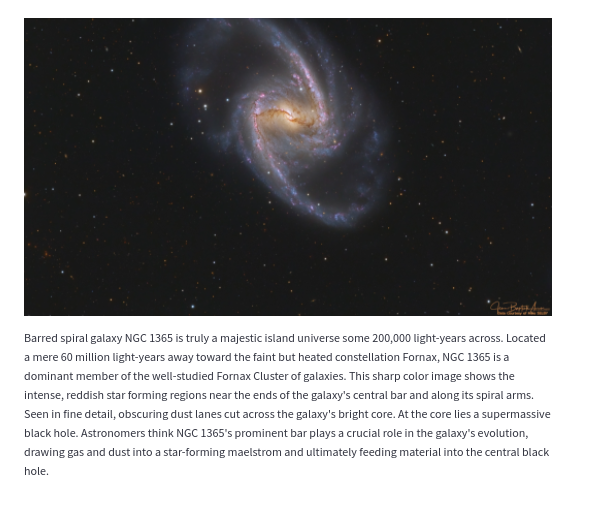 Barred spiral galaxy NGC 1365 is truly a majestic island universe some 200,000 light-years across. Located
a mere 60 million light-years away toward the faint but heated constellation Fornax, NGC 1365 is a
dominant member of the well-studied Fornax Cluster of galaxies. This sharp color image shows the
intense, reddish star forming regions near the ends of the galaxy's central bar and along its spiral arms.
Seen in fine detail, obscuring dust lanes cut across the galaxy's bright core. At the core lies a supermassive
black hole. Astronomers think NGC 1365's prominent bar plays a crucial role in the galaxy's evolution,
drawing gas and dust into a star-forming maelstrom and ultimately feeding material into the central black
hole.